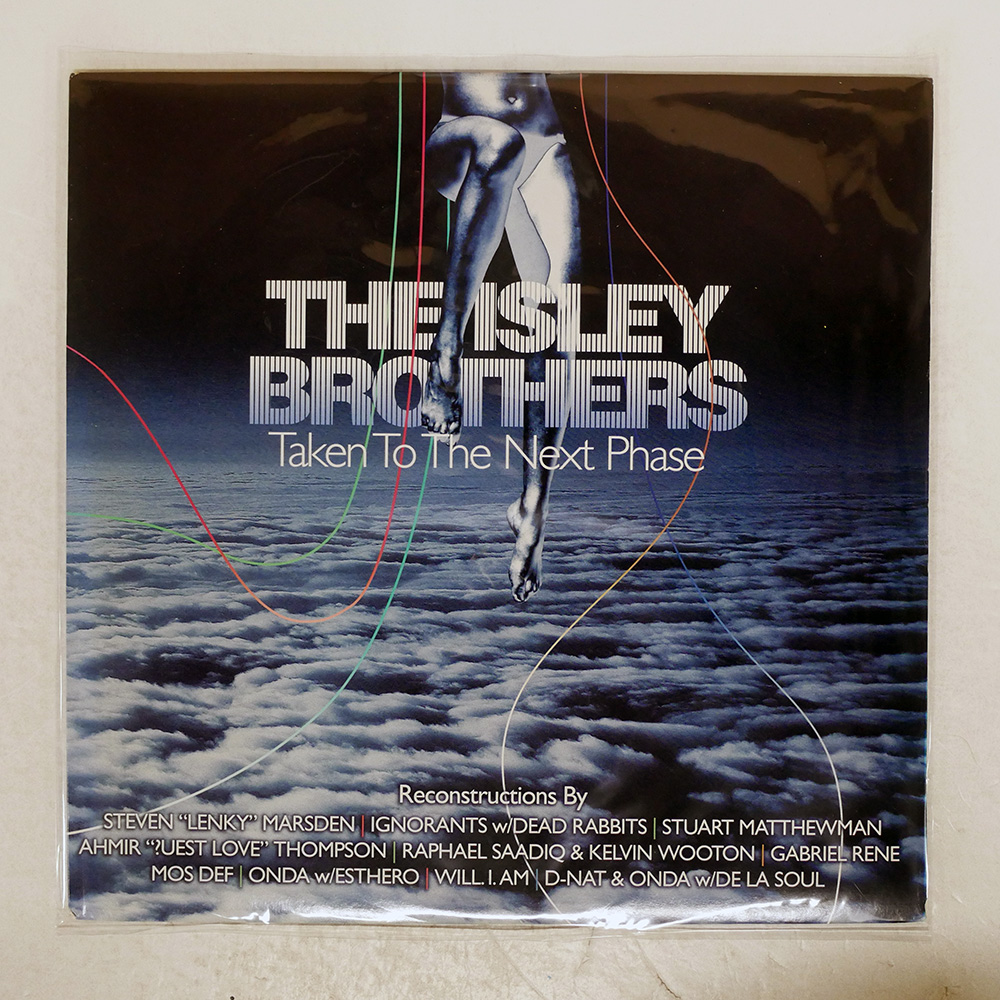 THE ISLEY
BROTHERS
Taken To The Next Phase
Reconstructions By
STEVEN "LENKY" MARSDEN | IGNORANTS w/DEAD RABBITS | STUART MATTHEWMAN
AHMIR "?UEST LOVE" THOMPSON | RAPHAEL SAADIQ & KELVIN WOOTON | GABRIEL RENE
MOS DEF | ONDA w/ESTHERO | WILL. I. AM | D-NAT & ONDA w/DE LA SOUL